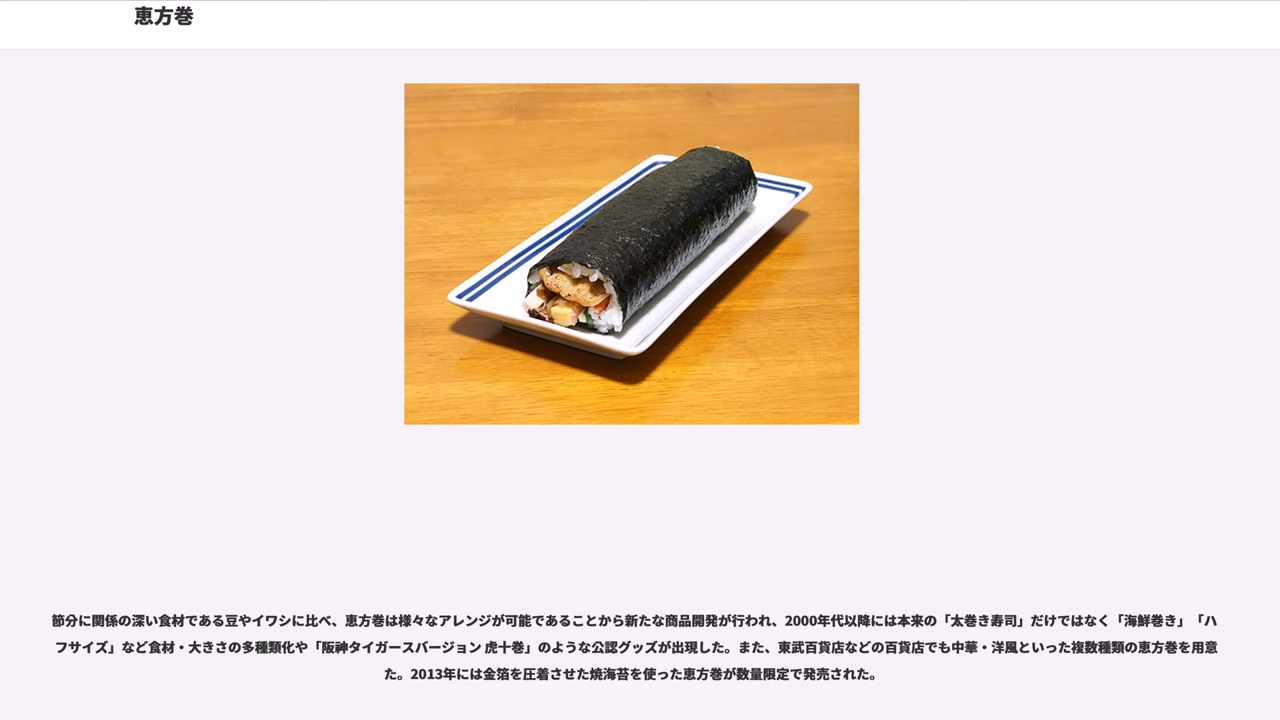 恵方巻
節分に関係の深い食材である豆やイワシに比べ、恵方巻は様々なアレンジが可能であることから新たな商品開発が行われ、2000年代以降には本来の「太巻き寿司」だけではなく「海鮮巻き」「ハ
フサイズ」など食材・大きさの多種類化や「阪神タイガースバージョン 虎十巻」のような公認グッズが出現した。また、東武百貨店などの百貨店でも中華・洋風といった複数種類の恵方巻を用意
た。2013年には金箔を圧着させた焼海苔を使った恵方巻が数量限定で発売された。